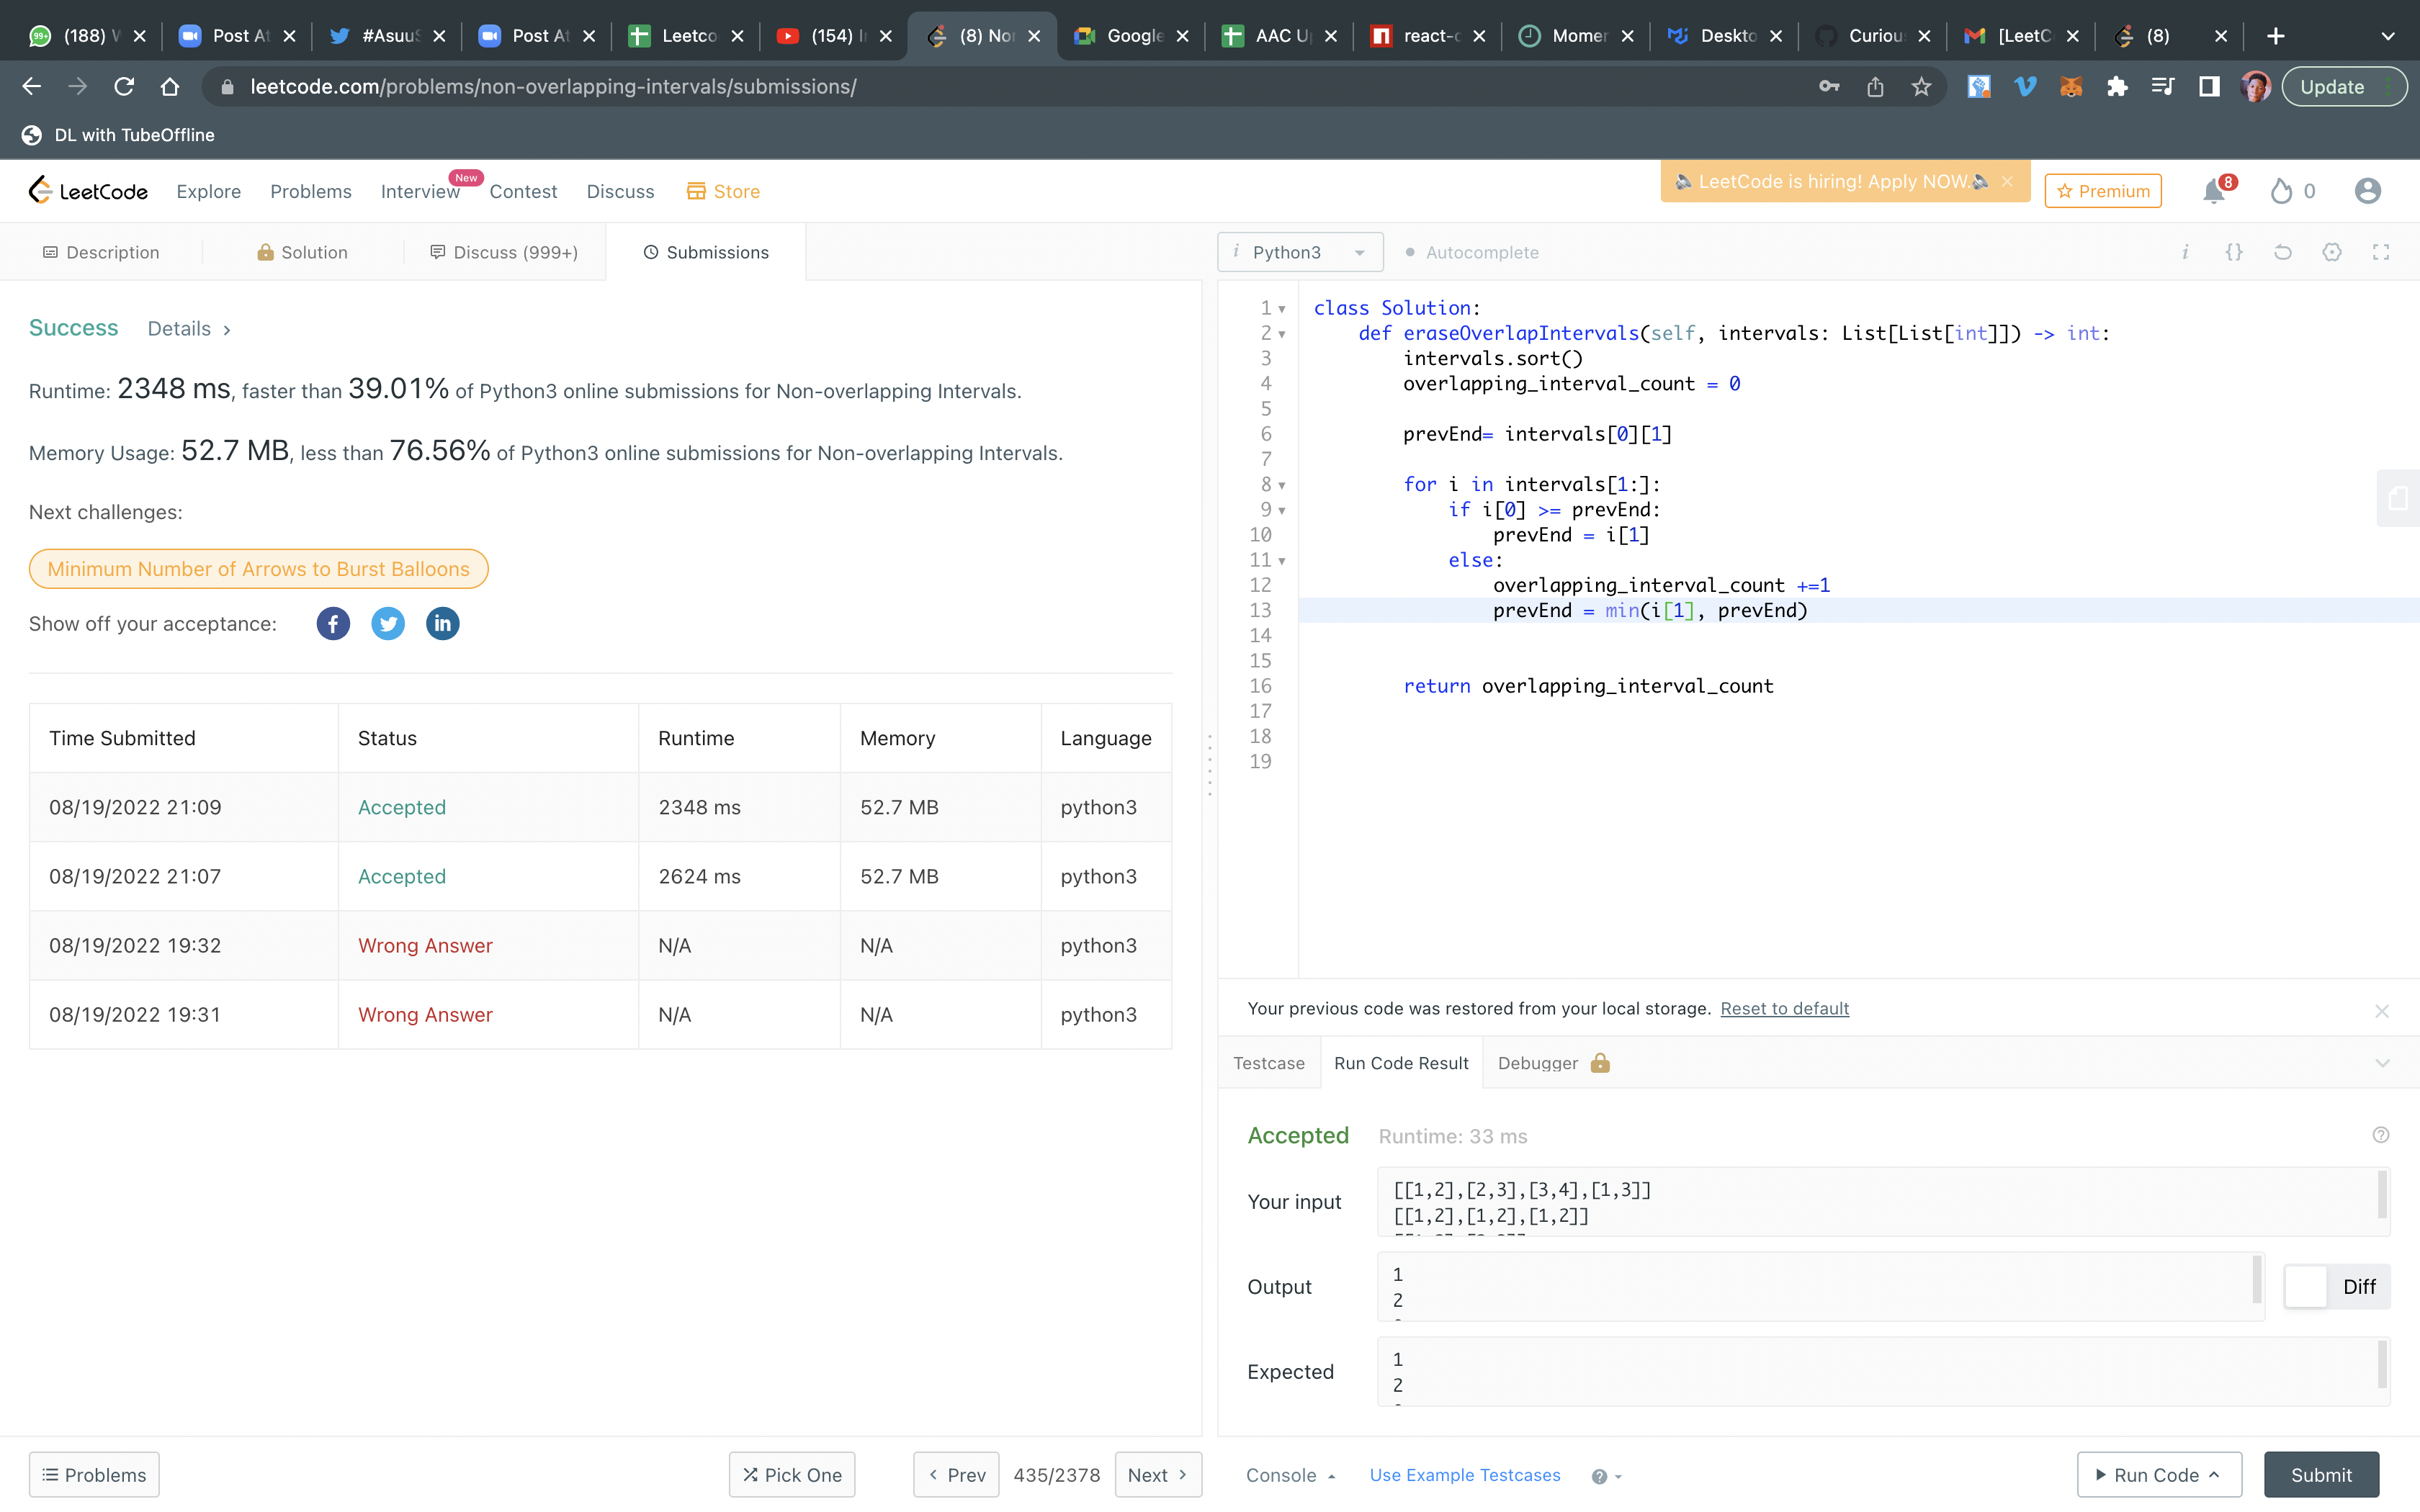 (188) W
Post At
#Asuu
Post At
Leetco
(154) I
(8) Non
Google
AAC U
react-
Momen
Deskto
Curiou
[LeetC
(8)
leetcode.com/problems/non-overlapping-intervals/submissions/
Update
DL with TubeOffline
LeetCode
Explore
Problems
Interview
New
Contest
Discuss
Store
LeetCode is hiring! Apply NOW.
Premium
8
0
Description
Solution
Discuss (999+)
Submissions
i Python3
Autocomplete
Success
Details
Runtime: 2348 ms, faster than 39.01% of Python3 online submissions for Non-overlapping Intervals.
Memory Usage: 52.7 MB, less than 76.56% of Python3 online submissions for Non-overlapping Intervals.
Next challenges:
Minimum Number of Arrows to Burst Balloons
Show off your acceptance:
Time Submitted Status Runtime Memory Language
08/19/2022 21:09 Accepted 2348 ms 52.7 MB python3
08/19/2022 21:07 Accepted 2624 ms 52.7 MB python3
08/19/2022 19:32 Wrong Answer N/A N/A python3
08/19/2022 19:31 Wrong Answer N/A N/A python3
1 class Solution:
2 def eraseOverlapIntervals(self, intervals: List[List[int]]) -> int:
3 intervals.sort()
4 overlapping_interval_count = 0
5
6 prevEnd= intervals[0][1]
7
8 for i in intervals[1:]:
9 if i[0] >= prevEnd:
10 prevEnd = i[1]
11 else:
12 overlapping_interval_count +=1
13 prevEnd = min(i[1], prevEnd)
14
15
16 return overlapping_interval_count
17
18
19
Your previous code was restored from your local storage. Reset to default
Testcase
Run Code Result
Debugger
Accepted Runtime: 33 ms
Your input
[[1,2],[2,3],[3,4],[1,3]]
[[1,2],[1,2],[1,2]]
Output
1
2
Diff
Expected
1
2
Problems
Pick One
Prev
435/2378
Next
Console
Use Example Testcases
Run Code
Submit